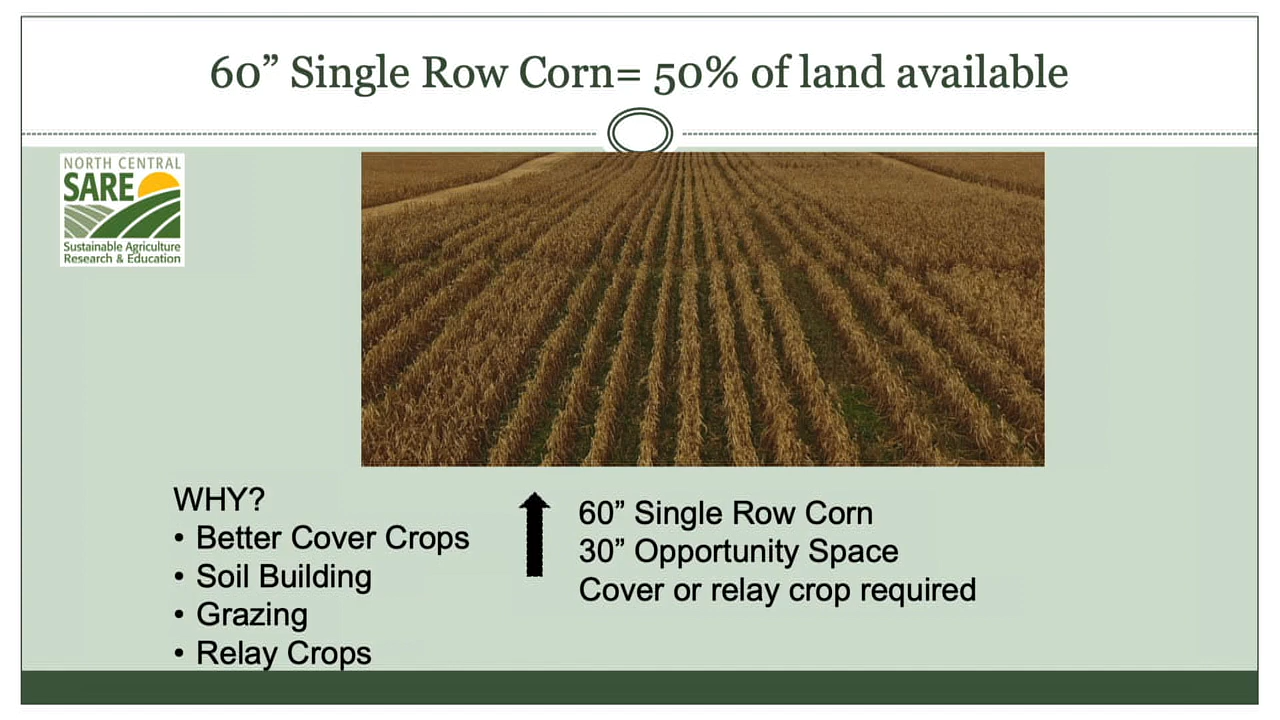 60” Single Row Corn= 50% of land available
NORTH CENTRAL
SARE
Sustainable Agriculture
Research & Education
WHY?
• Better Cover Crops
• Soil Building
• Grazing
• Relay Crops
60” Single Row Corn
30” Opportunity Space
Cover or relay crop required